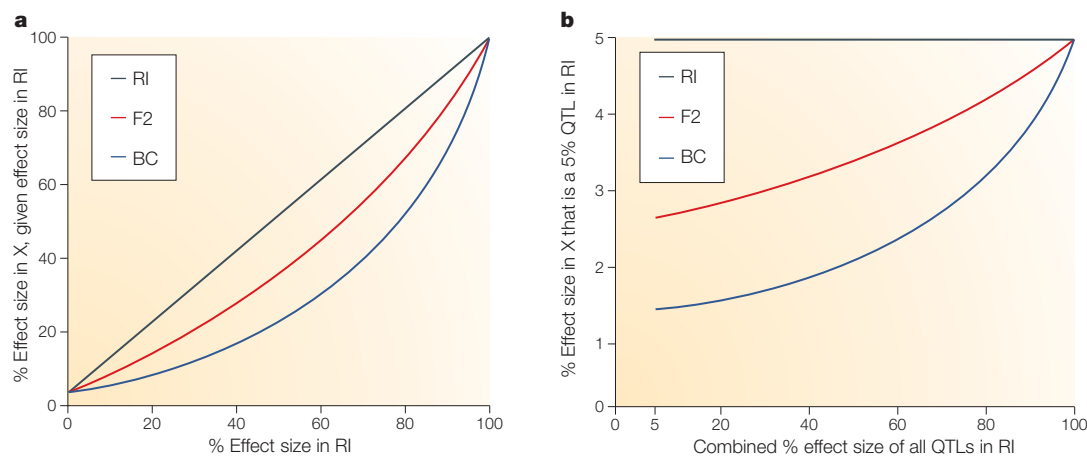 a
% Effect size in X, given effect size in RI
100
80
60
40
20
0
RI
F2
BC
0 20 40 60 80 100
% Effect size in RI
b
% Effect size in X that is a 5% QTL in RI
5
4
3
2
1
0
RI
F2
BC
0 5 20 40 60 80 100
Combined % effect size of all QTLs in RI